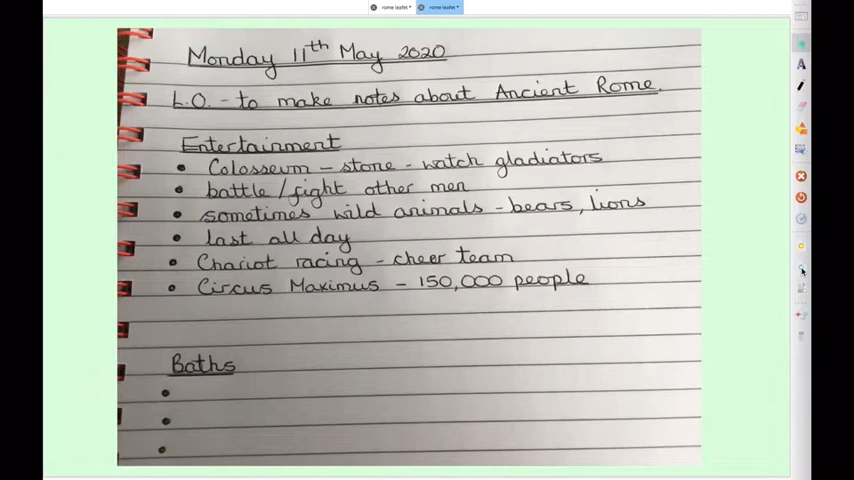 rome leafet * rome leafet *
Monday 11th May 2020
L.O. - to make notes about Ancient Rome.
Entertainment
• Colosseum - stone - watch gladiators
• battle/fight other men
• sometimes wild animals - bears, lions
• last all day
• Chariot racing - cheer team
• Circus Maximus - 150,000 people
Baths
•
•
•